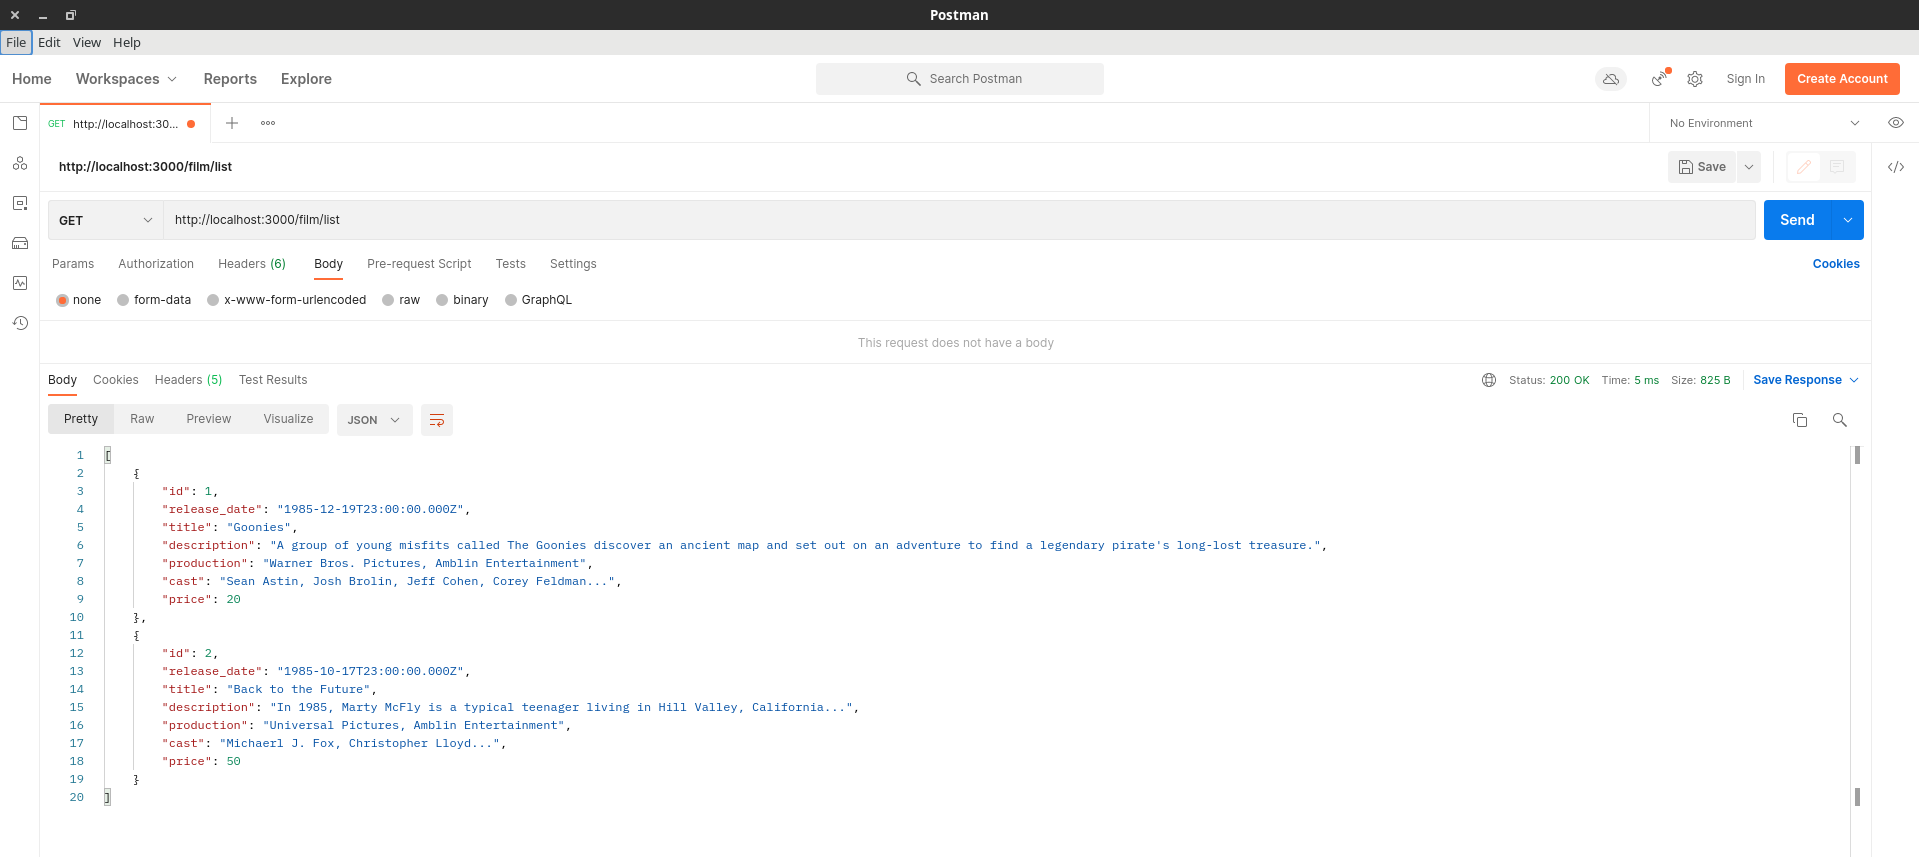 Postman
File Edit View Help
Home Workspaces Reports Explore Search Postman Sign In Create Account
GET http://localhost:30... No Environment
http://localhost:3000/film/list Save
GET http://localhost:3000/film/list Send
Params Authorization Headers (6) Body Pre-request Script Tests Settings Cookies
none form-data x-www-form-urlencoded raw binary GraphQL
This request does not have a body
Body Cookies Headers (5) Test Results Status: 200 OK Time: 5 ms Size: 825 B Save Response
Pretty Raw Preview Visualize JSON
1 [
2 {
3 "id": 1,
4 "release_date": "1985-12-19T23:00:00.000Z",
5 "title": "Goonies",
6 "description": "A group of young misfits called The Goonies discover an ancient map and set out on an adventure to find a legendary pirate's long-lost treasure.",
7 "production": "Warner Bros. Pictures, Amblin Entertainment",
8 "cast": "Sean Astin, Josh Brolin, Jeff Cohen, Corey Feldman...",
9 "price": 20
10 },
11 {
12 "id": 2,
13 "release_date": "1985-10-17T23:00:00.000Z",
14 "title": "Back to the Future",
15 "description": "In 1985, Marty McFly is a typical teenager living in Hill Valley, California...",
16 "production": "Universal Pictures, Amblin Entertainment",
17 "cast": "Michaerl J. Fox, Christopher Lloyd...",
18 "price": 50
19 }
20 ]